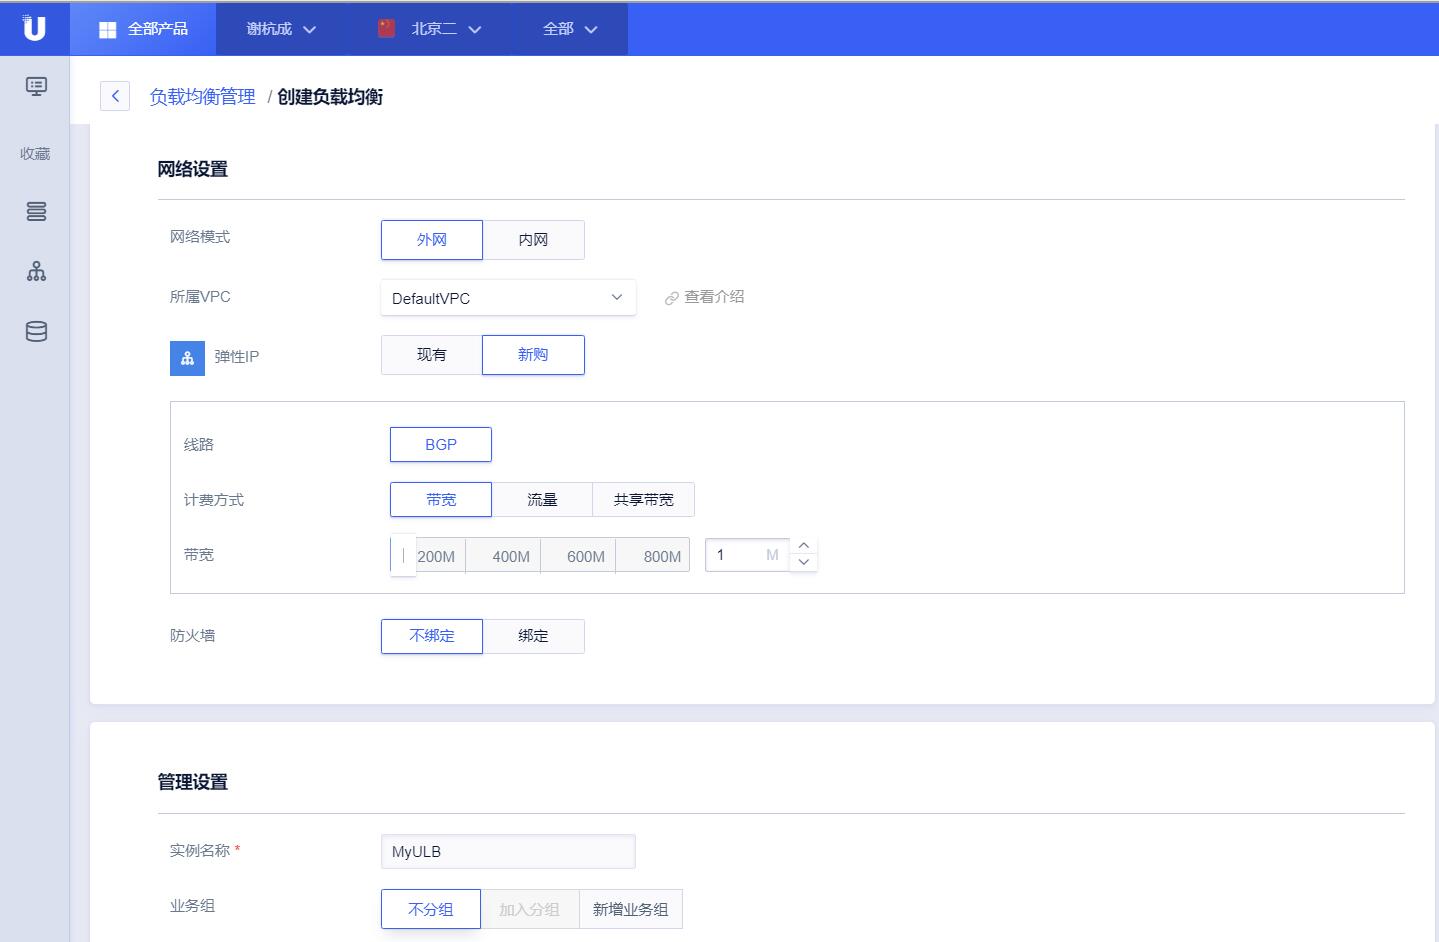 全部产品 谢杭成 北京二 全部
负载均衡管理 / 创建负载均衡
收藏
网络设置
网络模式 外网 内网
所属VPC DefaultVPC 查看介绍
弹性IP 现有 新购
线路 BGP
计费方式 带宽 流量 共享带宽
带宽 200M 400M 600M 800M 1 M
防火墙 不绑定 绑定
管理设置
实例名称 * MyULB
业务组 不分组 加入分组 新增业务组